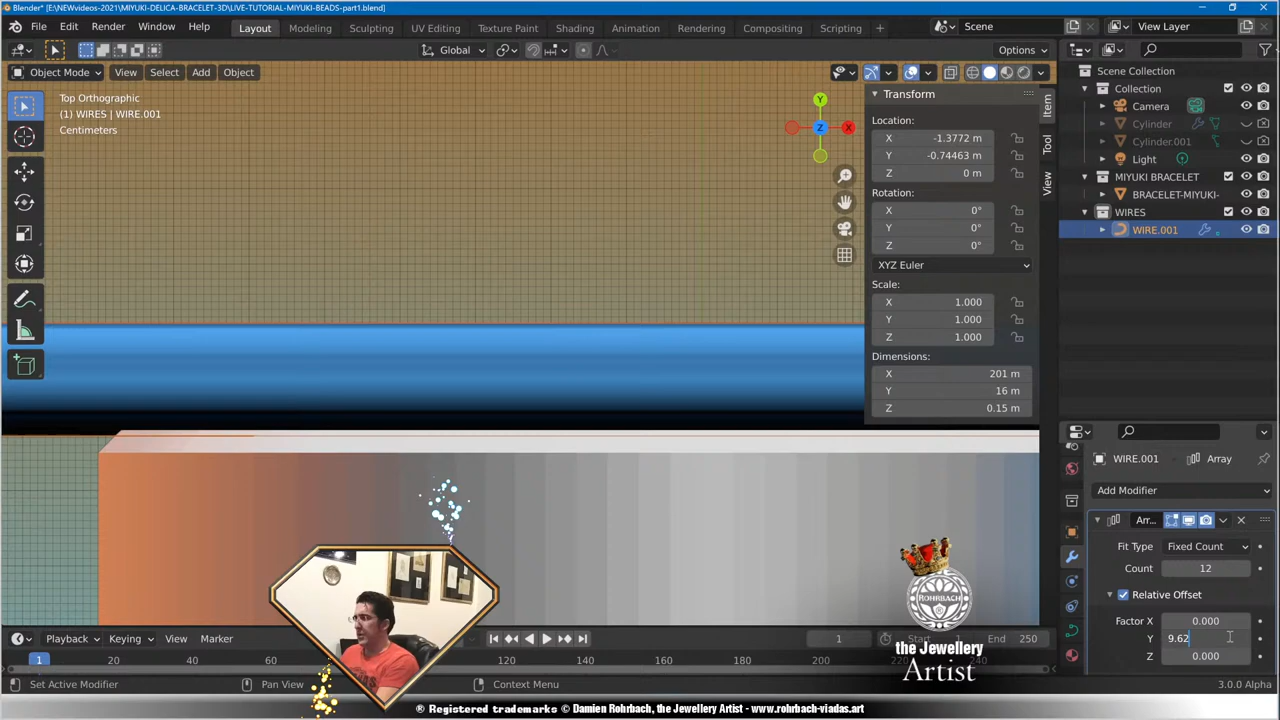 Blender* [E:\NEWvideos-2021\MIYUKI-DELICA-BRACELET-3D\LIVE-TUTORIAL-MIYUKI-BEADS-part1.blend]
File Edit Render Window Help
Layout Modeling Sculpting UV Editing Texture Paint Shading Animation Rendering Compositing Scripting +
Scene
View Layer
Global
Options
Object Mode
View Select Add Object
Top Orthographic
(1) WIRES | WIRE.001
Centimeters
Y
Z
X
Transform
Location:
X -1.3772 m
Y -0.74463 m
Z 0 m
Rotation:
X 0°
Y 0°
Z 0°
XYZ Euler
Scale:
X 1.000
Y 1.000
Z 1.000
Dimensions:
X 201 m
Y 16 m
Z 0.15 m
Item
Tool
View
Scene Collection
Collection
Camera
Cylinder
Cylinder.001
Light
MIYUKI BRACELET
BRACELET-MIYUKI-
WIRES
WIRE.001
WIRE.001 Array
Add Modifier
Arr...
Fit Type Fixed Count
Count 12
Relative Offset
Factor X 0.000
Y 9.62
Z 0.000
ROHRBACH
the Jewellery
Artist
Playback Keying View Marker
1 Start 1 End 250
1 20 40 60 80 100 120 140 160 180 200 220 240
Set Active Modifier Pan View Context Menu 3.0.0 Alpha
® Registered trademarks © Damien Rohrbach, the Jewellery Artist - www.rohrbach-viadas.art